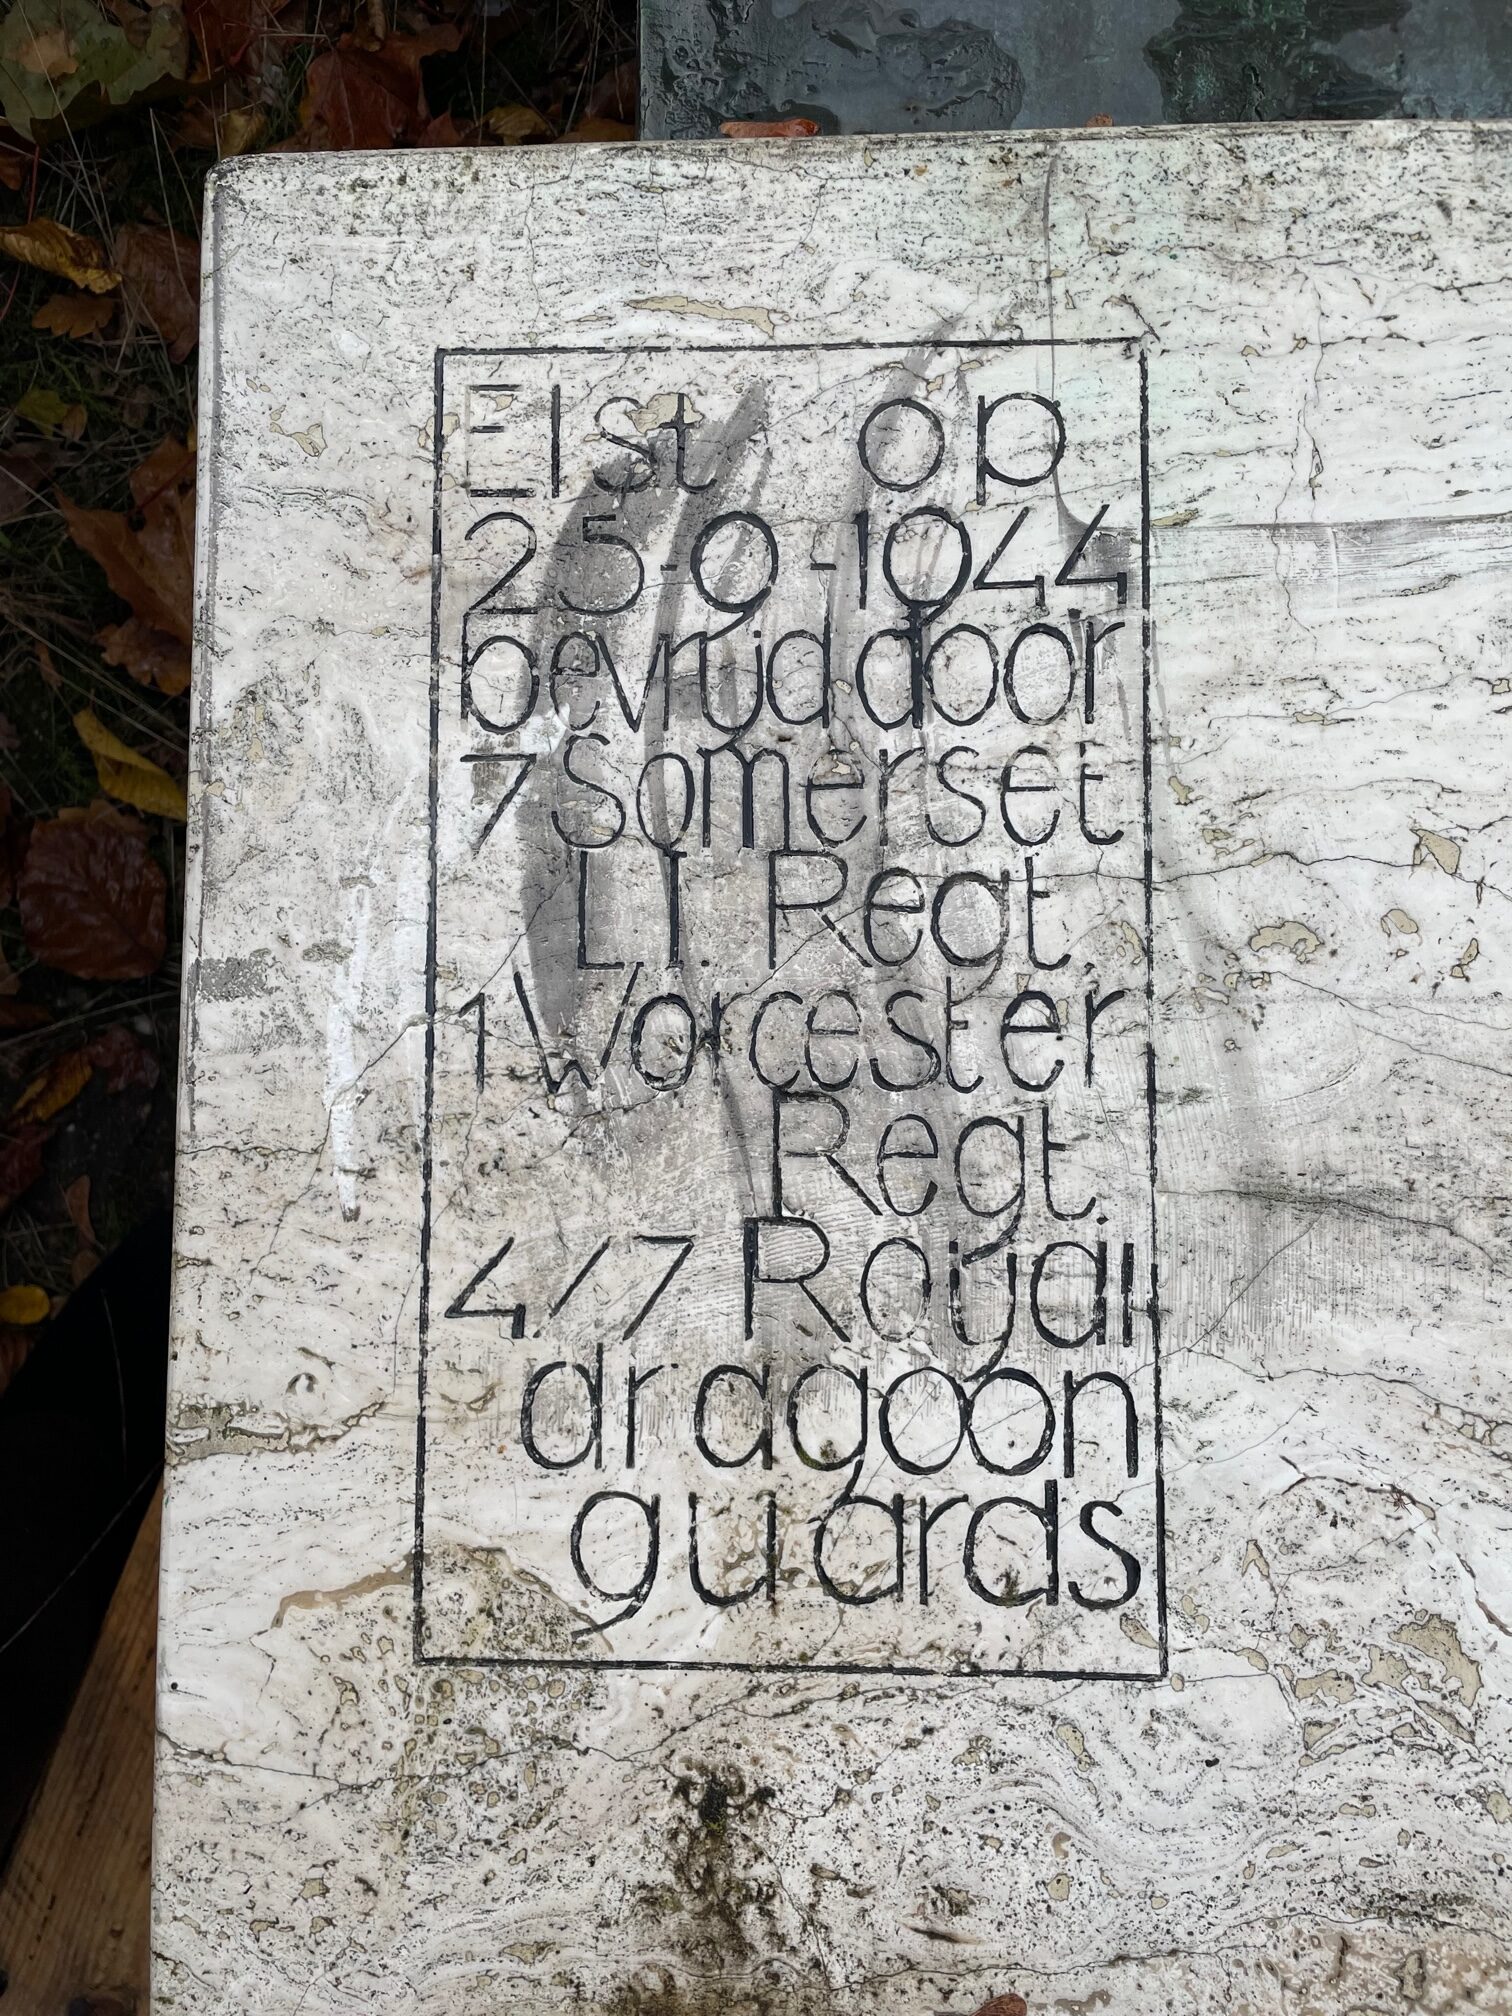 Elst op
25-9-1944
bevrijd door
7 Somerset
L.I. Regt,
1 Worcester
Regt.
4/7 Royal
dragoon
guards